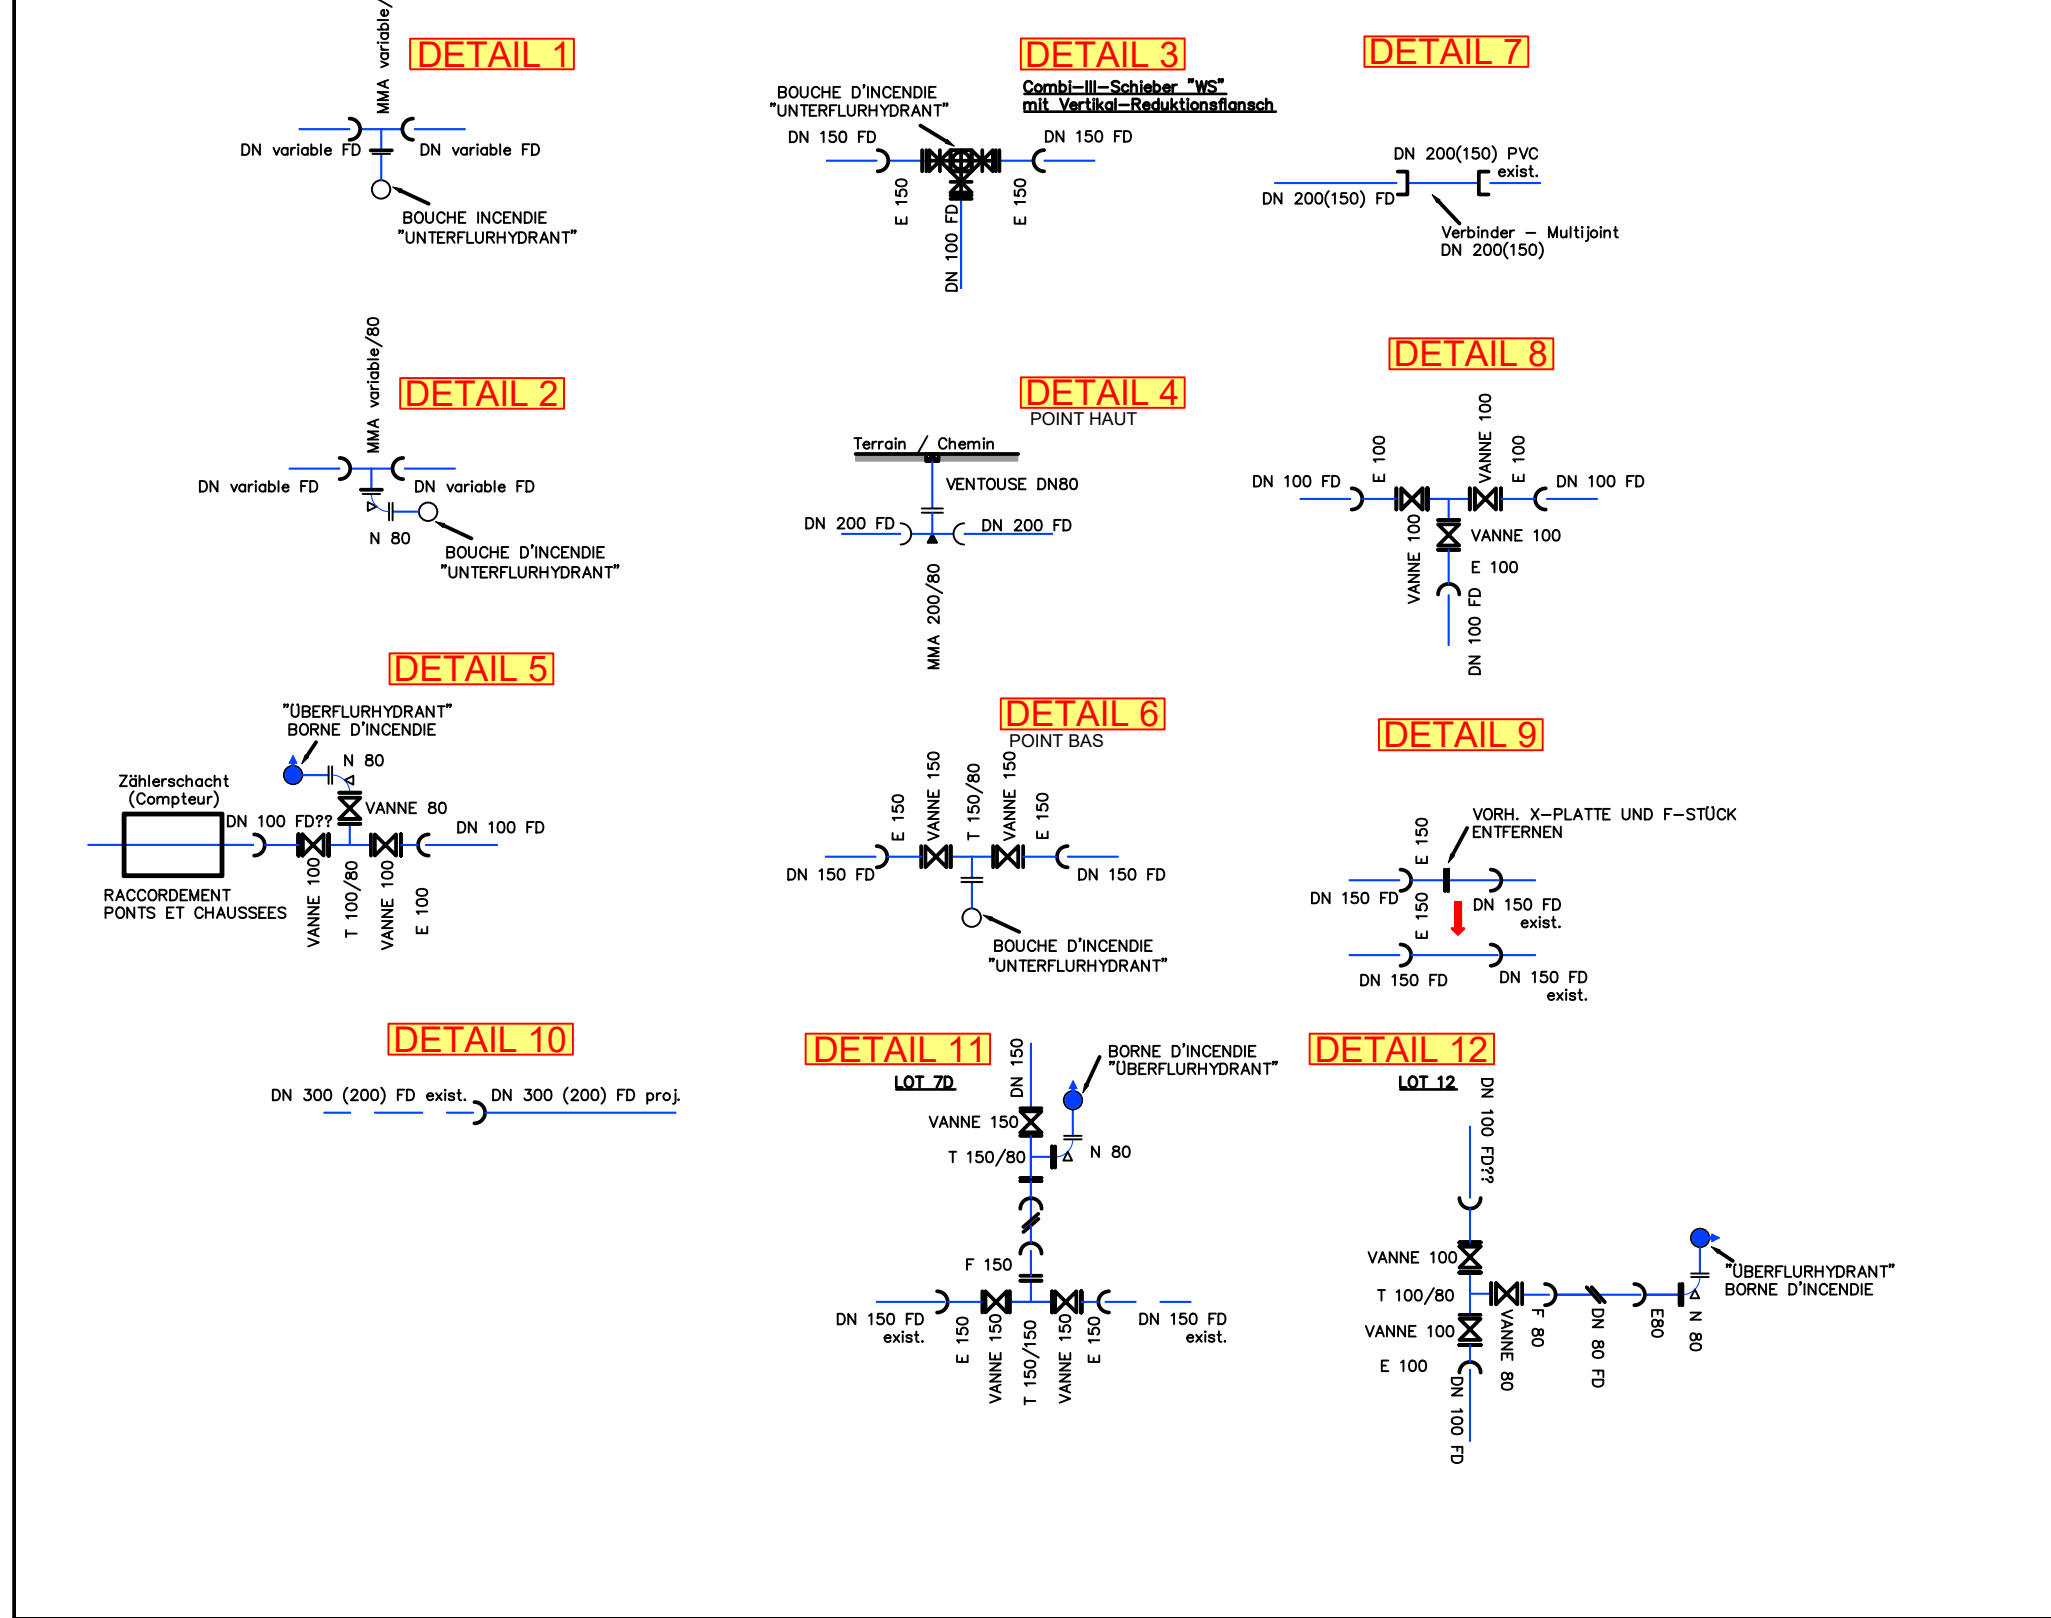 DETAIL 1
MMA variable/
DN variable FD
DN variable FD
BOUCHE INCENDIE
"UNTERFLURHYDRANT"
DETAIL 3
Combi-III-Schieber "WS"
mit Vertikal-Reduktionsflansch
BOUCHE D'INCENDIE
"UNTERFLURHYDRANT"
DN 150 FD
DN 150 FD
E 150
E 150
DN 100 FD
DETAIL 7
DN 200(150) PVC
exist.
DN 200(150) FD
Verbinder - Multijoint
DN 200(150)
DETAIL 2
MMA variable/80
DN variable FD
DN variable FD
N 80
BOUCHE D'INCENDIE
"UNTERFLURHYDRANT"
DETAIL 4
POINT HAUT
Terrain / Chemin
VENTOUSE DN80
DN 200 FD
DN 200 FD
MMA 200/80
DETAIL 8
E 100
VANNE 100
E 100
DN 100 FD
DN 100 FD
VANNE 100
VANNE 100
E 100
DN 100 FD
DETAIL 5
"ÜBERFLURHYDRANT"
BORNE D'INCENDIE
N 80
Zählerschacht
(Compteur)
VANNE 80
DN 100 FD??
DN 100 FD
RACCORDEMENT
PONTS ET CHAUSSEES
VANNE 100
T 100/80
VANNE 100
E 100
DETAIL 6
POINT BAS
E 150
VANNE 150
T 150/80
VANNE 150
E 150
DN 150 FD
DN 150 FD
BOUCHE D'INCENDIE
"UNTERFLURHYDRANT"
DETAIL 9
VORH. X-PLATTE UND F-STÜCK
ENTFERNEN
E 150
DN 150 FD
DN 150 FD
exist.
E 150
DN 150 FD
DN 150 FD
exist.
DETAIL 10
DN 300 (200) FD exist.
DN 300 (200) FD proj.
DETAIL 11
LOT 7D
DN 150
BORNE D'INCENDIE
"ÜBERFLURHYDRANT"
VANNE 150
T 150/80
N 80
F 150
DN 150 FD
exist.
DN 150 FD
exist.
E 150
VANNE 150
T 150/150
VANNE 150
E 150
DETAIL 12
LOT 12
DN 100 FD??
VANNE 100
T 100/80
VANNE 100
E 100
DN 100 FD
VANNE 80
F 80
DN 80 FD
E80
N 80
"ÜBERFLURHYDRANT"
BORNE D'INCENDIE